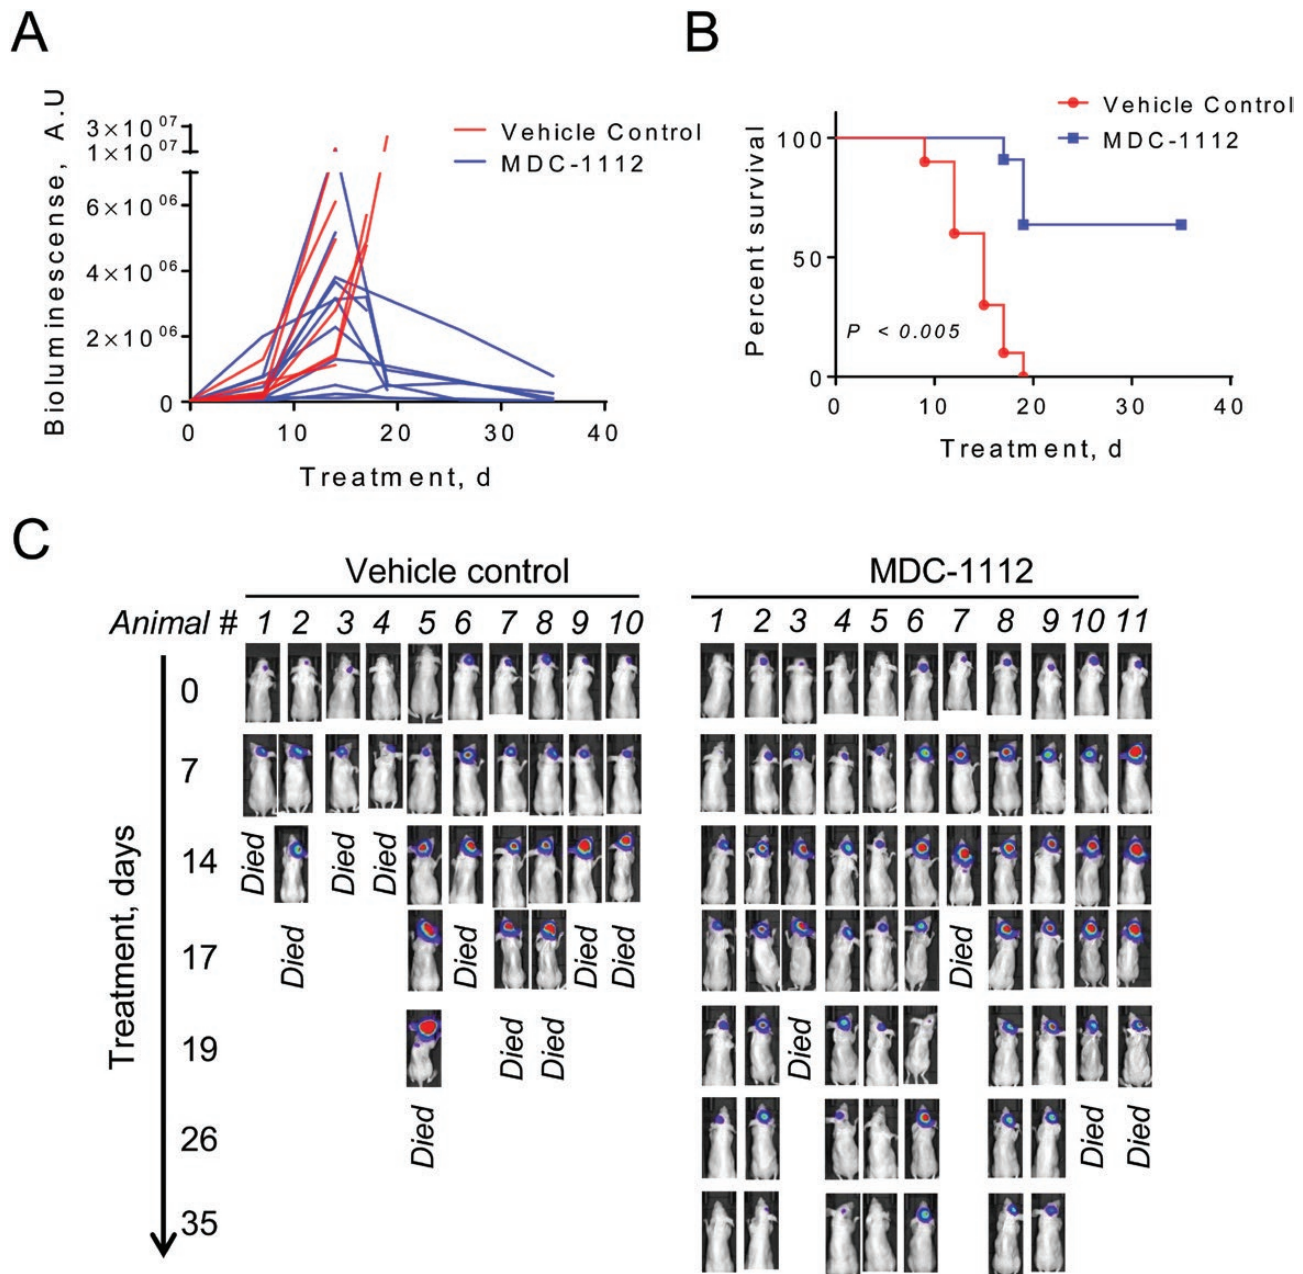 A
Bioluminescense, A.U
3×10 07
1×10 07
6×10 06
4×10 06
2×10 06
0
0 10 20 30 40
Treatment, d
Vehicle Control
MDC-1112
B
Percent survival
100
50
0
0 10 20 30 40
Treatment, d
P < 0.005
Vehicle Control
MDC-1112
C
Vehicle control MDC-1112
Animal # 1 2 3 4 5 6 7 8 9 10 1 2 3 4 5 6 7 8 9 10 11
Treatment, days
0
7
14 Died Died Died
17 Died Died Died Died Died
19 Died Died Died
26 Died Died Died
35